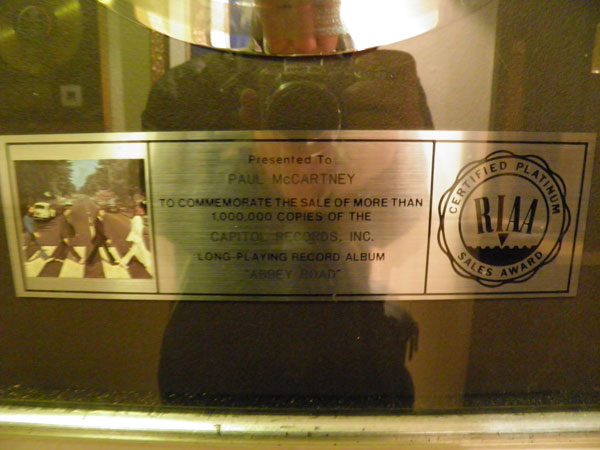 Presented To
PAUL McCARTNEY
TO COMMEMORATE THE SALE OF MORE THAN
1,000,000 COPIES OF THE
CAPITOL RECORDS, INC.
LONG-PLAYING RECORD ALBUM
"ABBEY ROAD"
CERTIFIED PLATINUM
RIAA
SALES AWARD